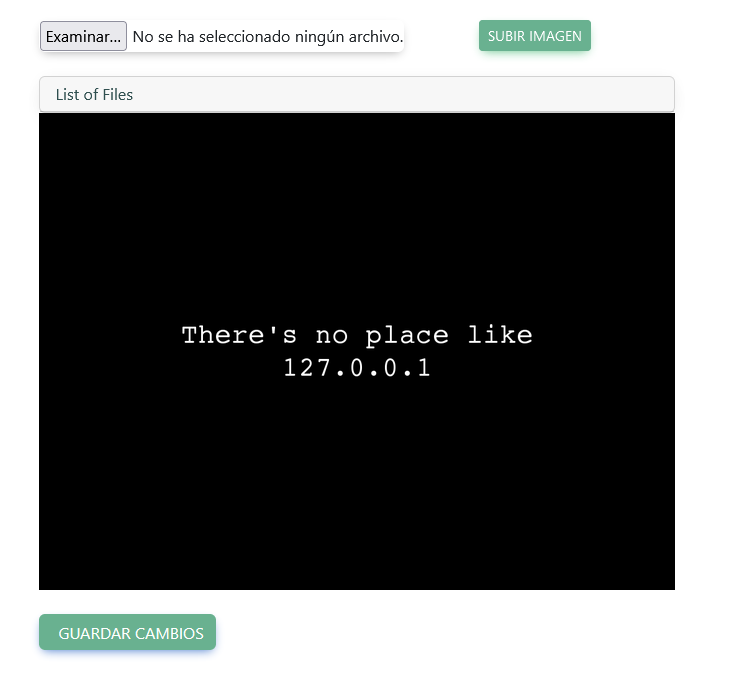 Examinar... No se ha seleccionado ningún archivo. SUBIR IMAGEN
List of Files
There's no place like
127.0.0.1
GUARDAR CAMBIOS